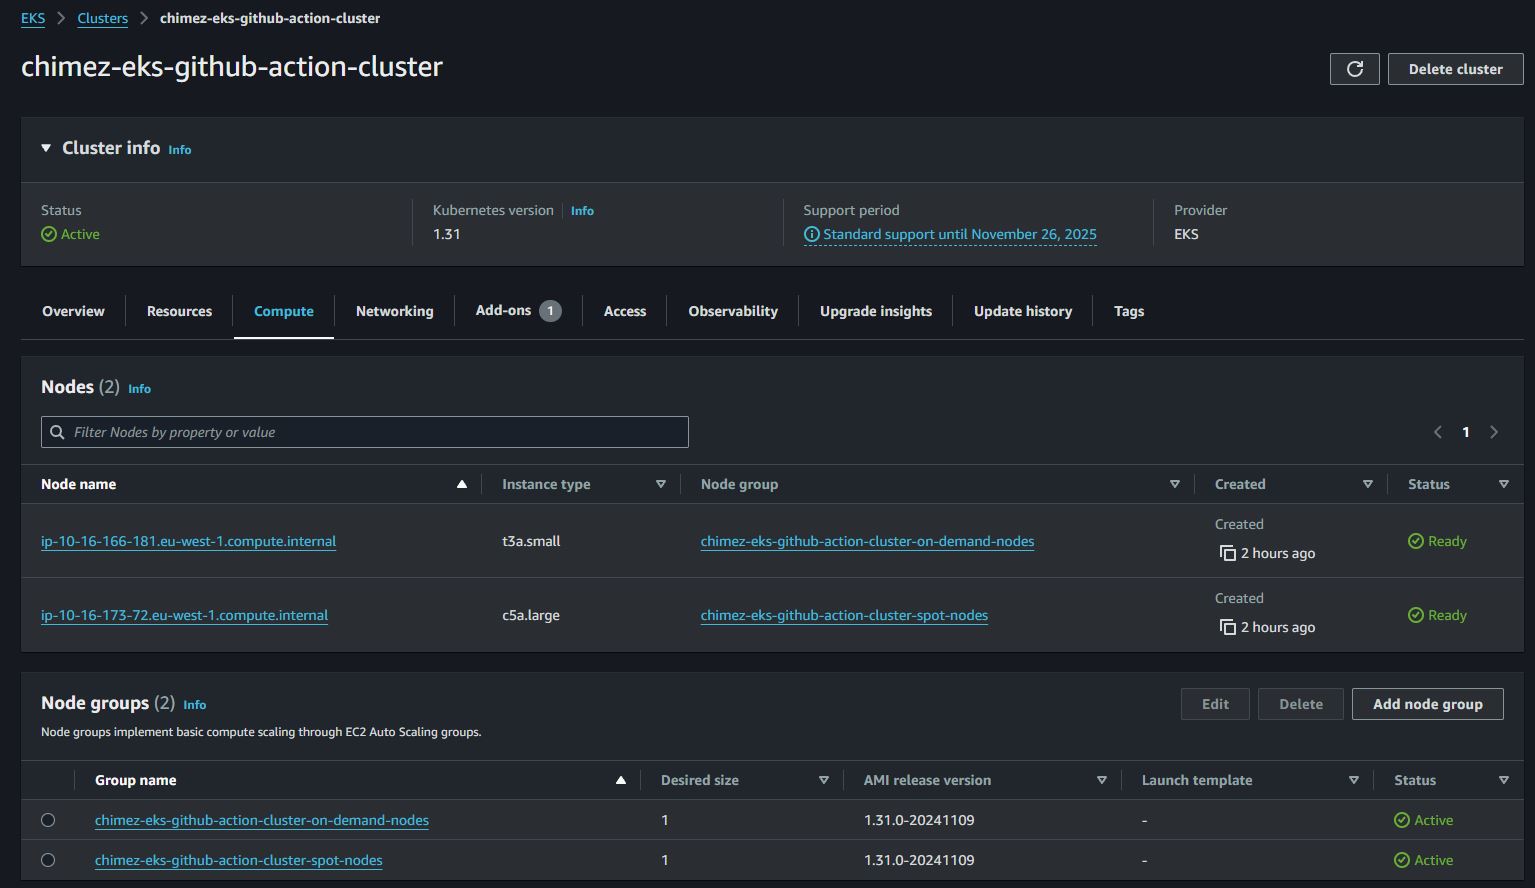 EKS > Clusters > chimez-eks-github-action-cluster
chimez-eks-github-action-cluster
Delete cluster
Cluster info Info
Status
Active
Kubernetes version Info
1.31
Support period
Standard support until November 26, 2025
Provider
EKS
Overview Resources Compute Networking Add-ons 1 Access Observability Upgrade insights Update history Tags
Nodes (2) Info
Filter Nodes by property or value
1
Node name Instance type Node group Created Status
ip-10-16-166-181.eu-west-1.compute.internal t3a.small chimez-eks-github-action-cluster-on-demand-nodes Created
2 hours ago Ready
ip-10-16-173-72.eu-west-1.compute.internal c5a.large chimez-eks-github-action-cluster-spot-nodes Created
2 hours ago Ready
Node groups (2) Info
Node groups implement basic compute scaling through EC2 Auto Scaling groups.
Edit Delete Add node group
Group name Desired size AMI release version Launch template Status
chimez-eks-github-action-cluster-on-demand-nodes 1 1.31.0-20241109 - Active
chimez-eks-github-action-cluster-spot-nodes 1 1.31.0-20241109 - Active